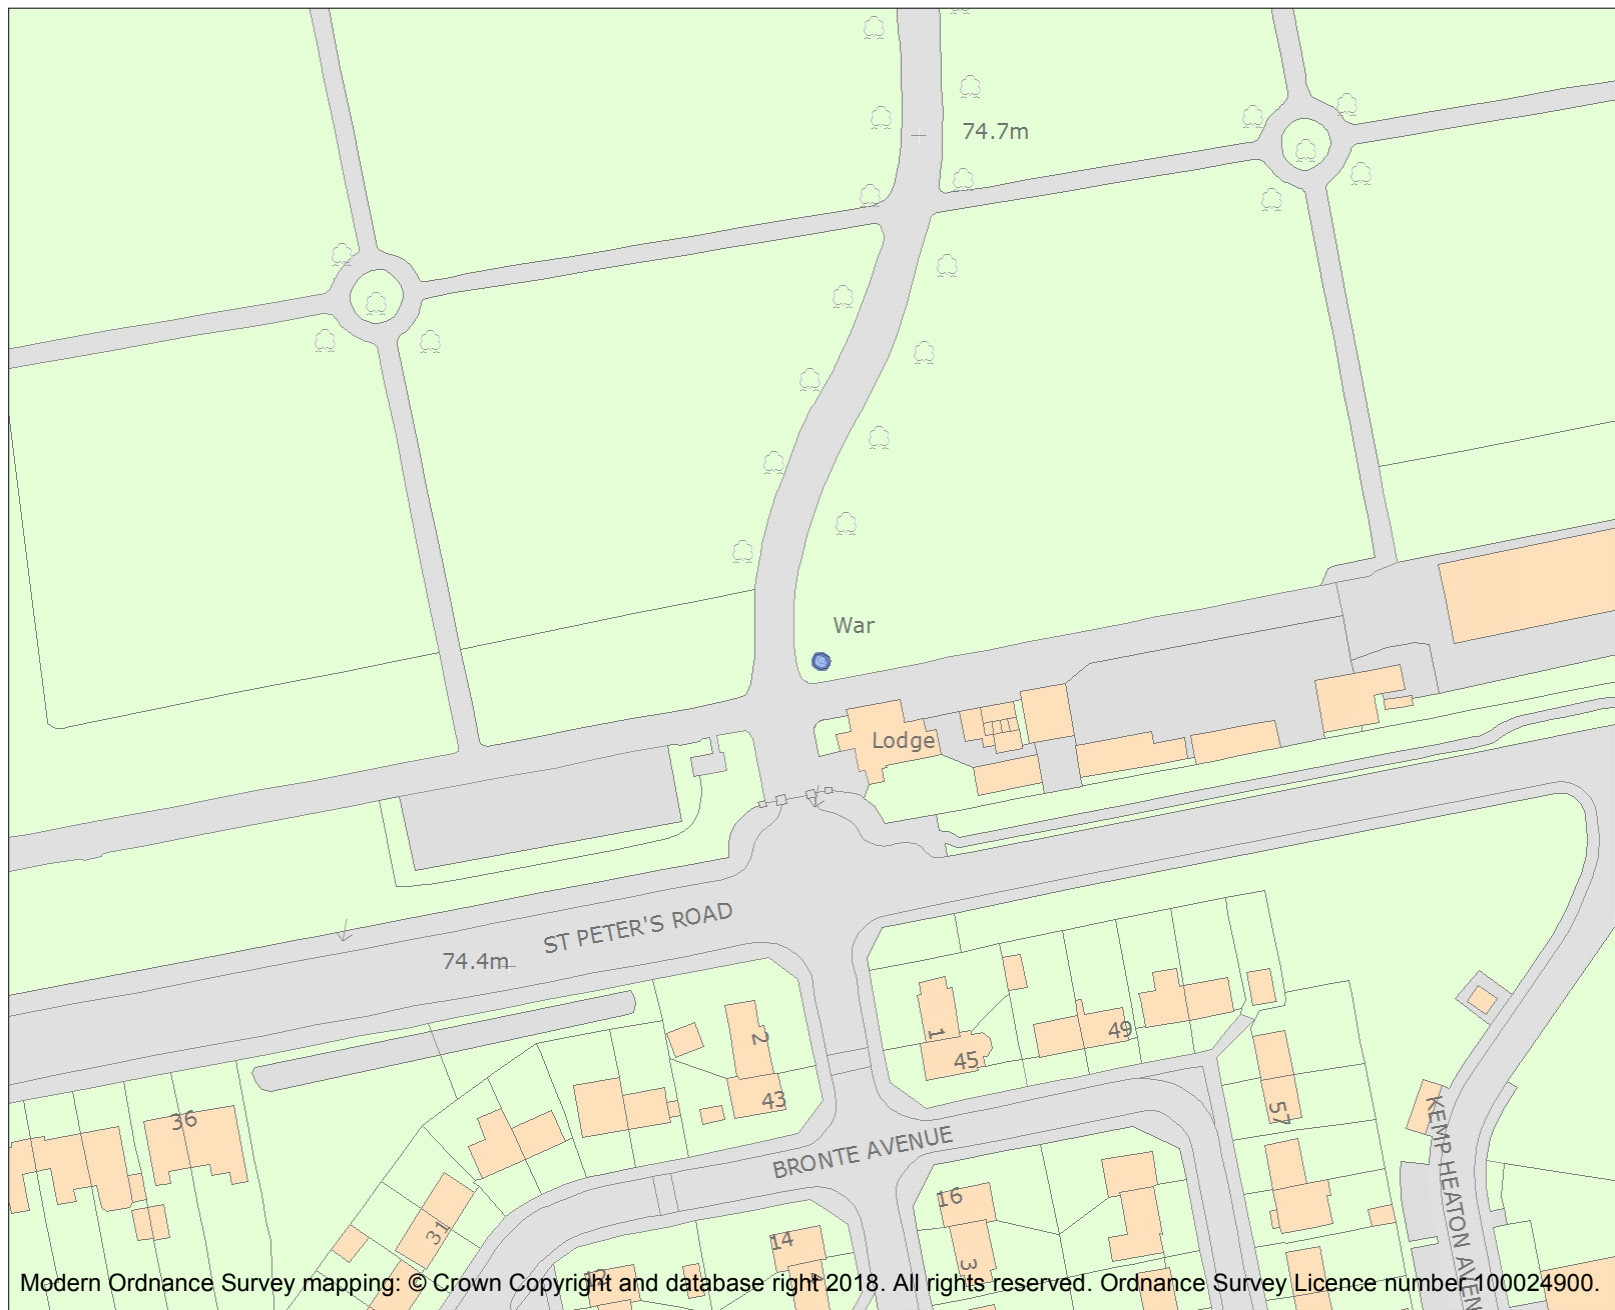 74.7m
War
Lodge
ST PETER'S ROAD
74.4m
1
2
49
45
43
57
36
KEMP HEATON AVEN
BRONTE AVENUE
16
31
14
3
Modern Ordnance Survey mapping: © Crown Copyright and database right 2018. All rights reserved. Ordnance Survey Licence number 100024900.